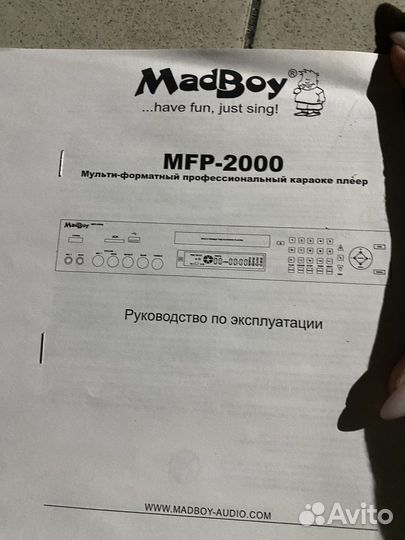 MadBoy®
...have fun, just sing!
MFP-2000
Мульти-форматный профессиональный караоке плеер
MadBoy
Руководство по эксплуатации
WWW.MADBOY-AUDIO.COM
Avito